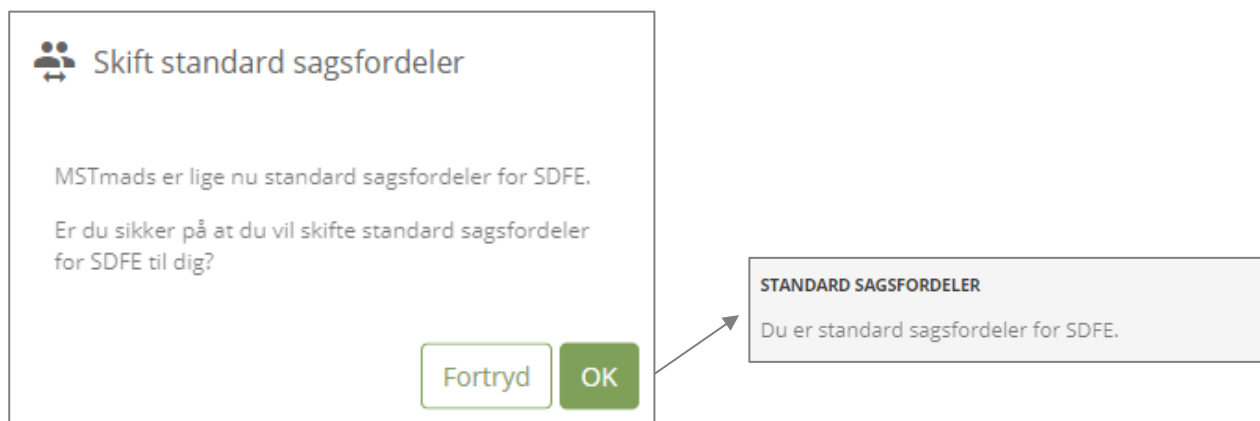 Skift standard sagsfordeler
MSTmads er lige nu standard sagsfordeler for SDFE.
Er du sikker på at du vil skifte standard sagsfordeler
for SDFE til dig?
Fortryd
OK
STANDARD SAGSFORDELER
Du er standard sagsfordeler for SDFE.